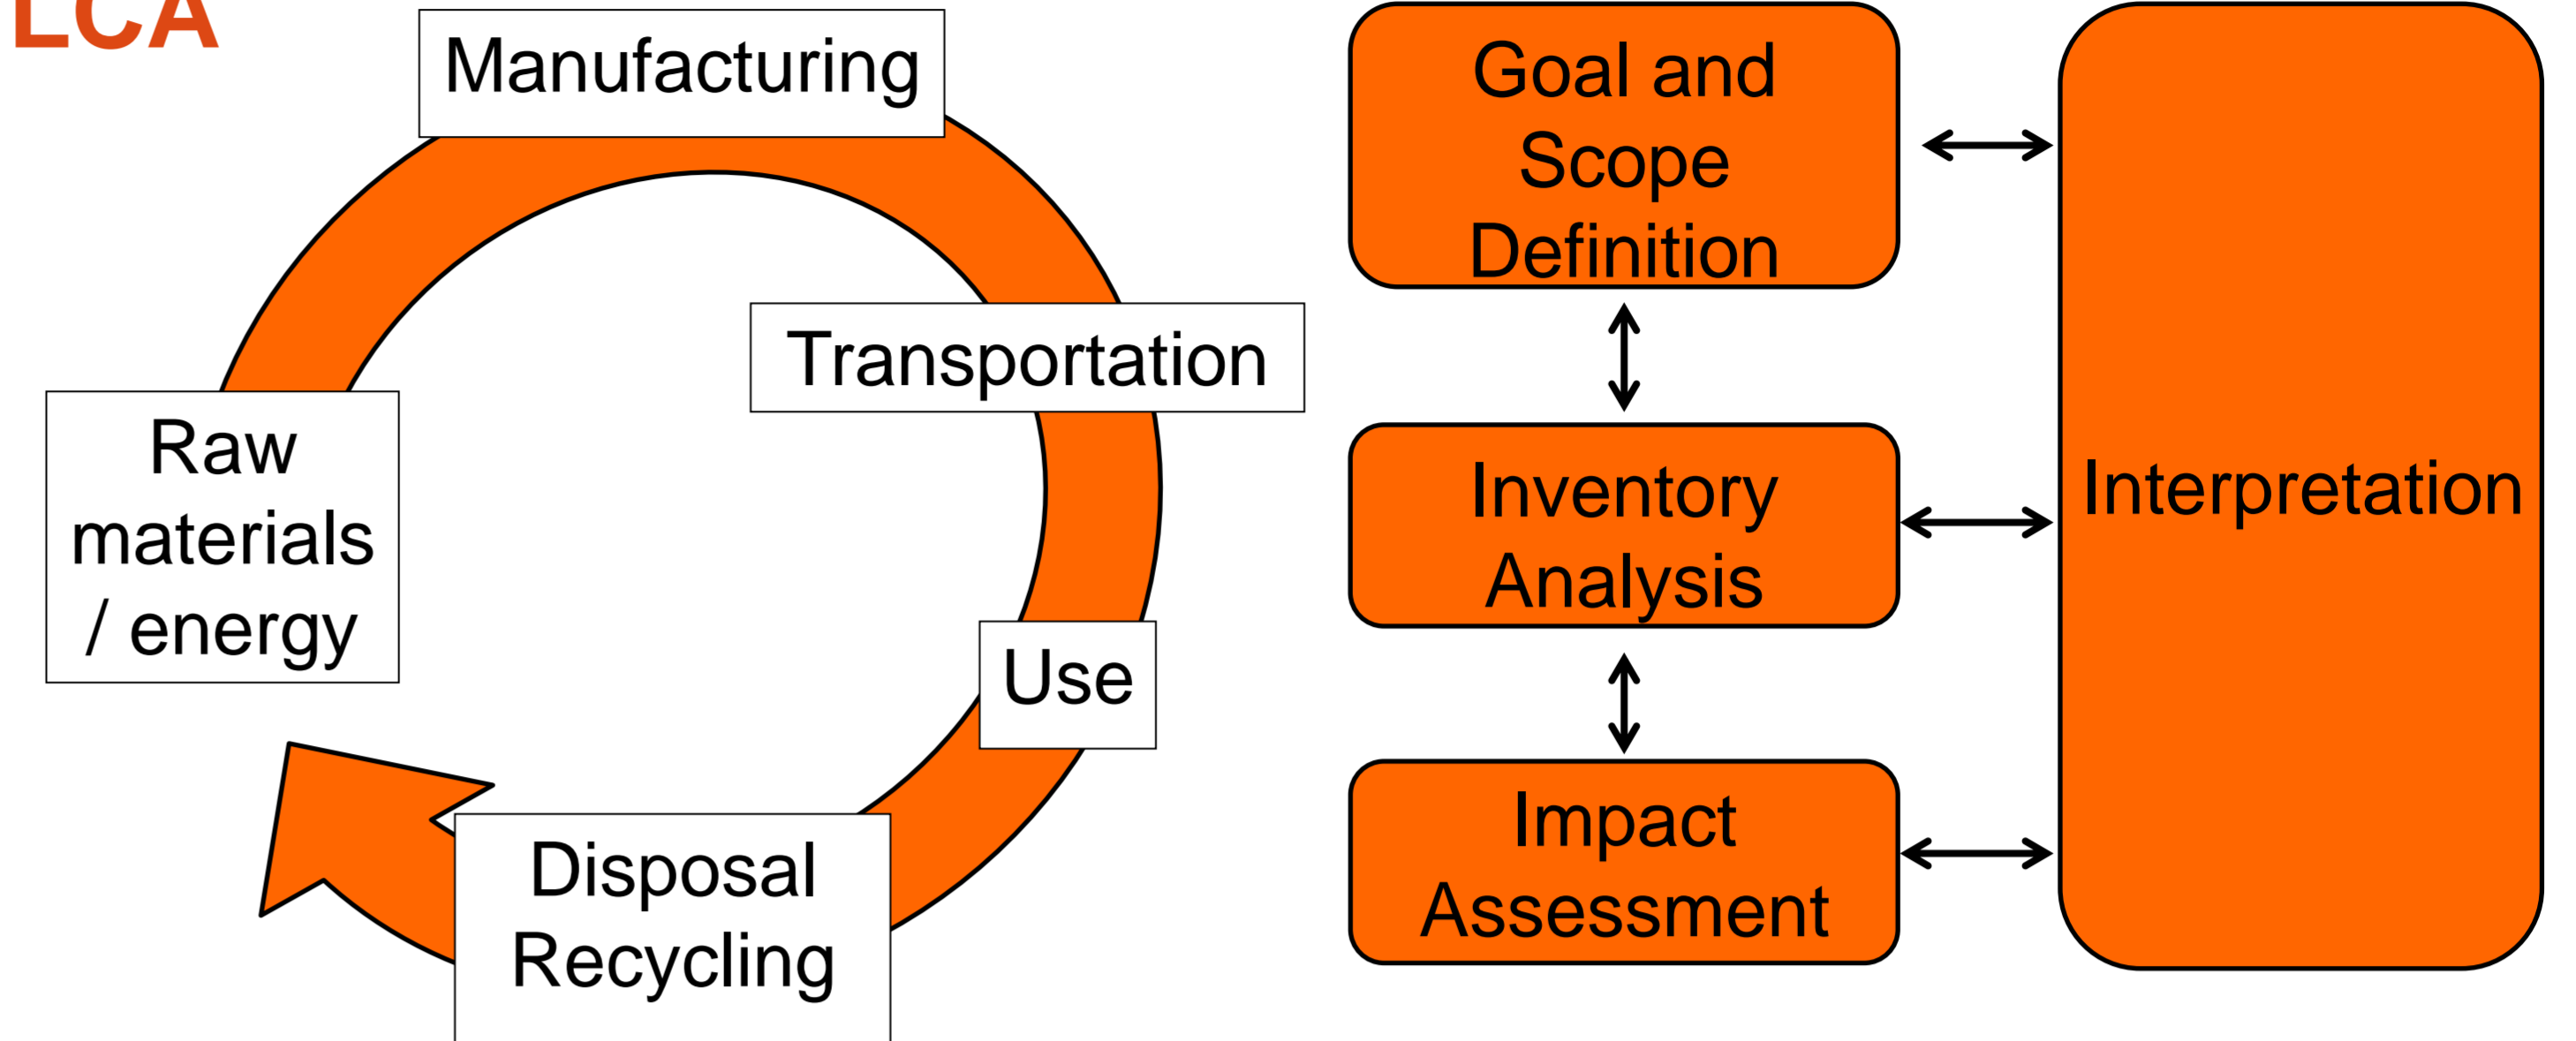 LCA
Manufacturing
Transportation
Raw
materials
/ energy
Use
Disposal
Recycling
Goal and
Scope
Definition
Inventory
Analysis
Impact
Assessment
Interpretation